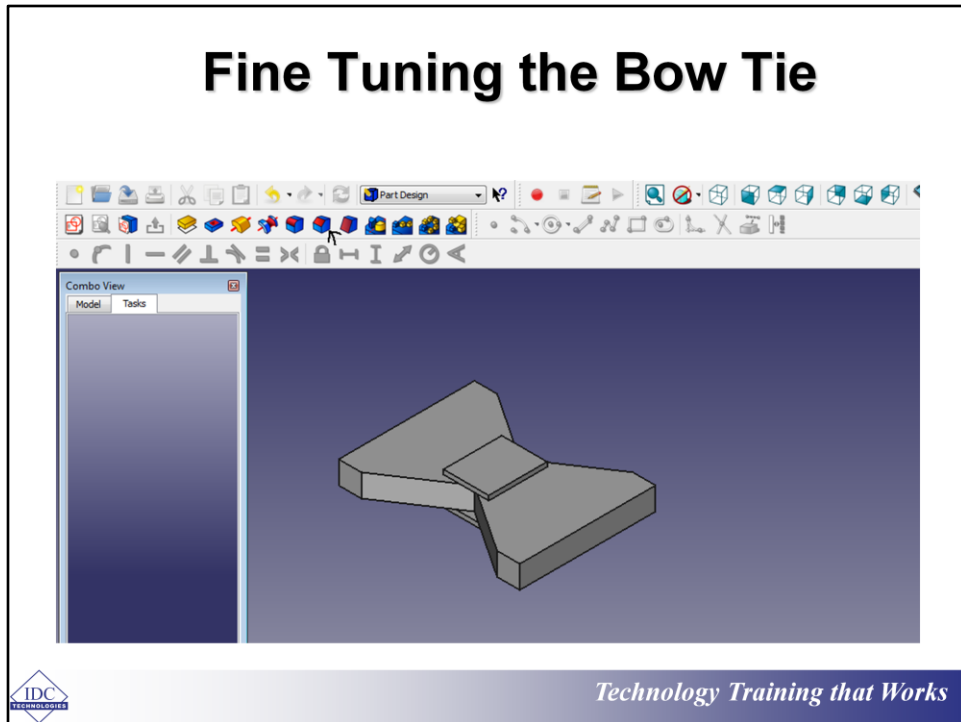 Fine Tuning the Bow Tie
Part Design
Combo View
Model Tasks
IDC
TECHNOLOGIES
Technology Training that Works